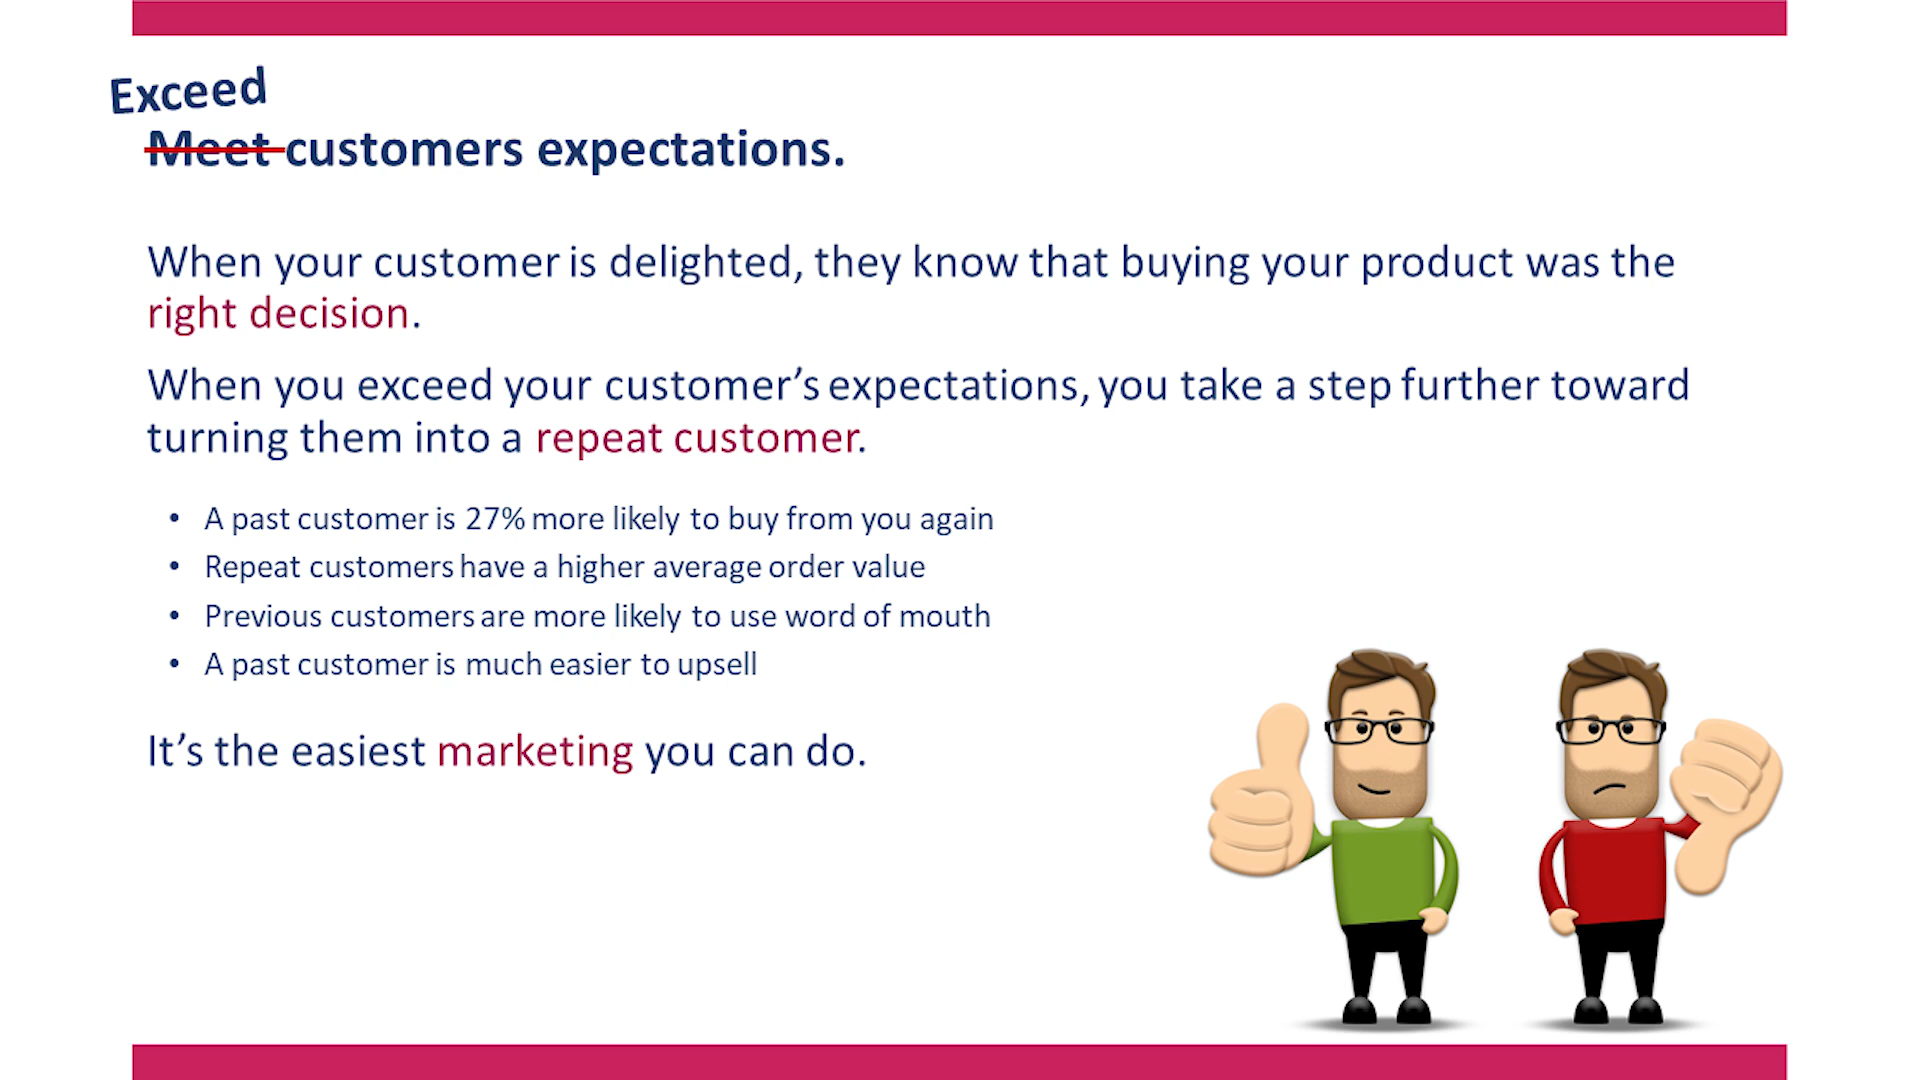 Exceed
Meet customers expectations.
When your customer is delighted, they know that buying your product was the
right decision.
When you exceed your customer’s expectations, you take a step further toward
turning them into a repeat customer.
• A past customer is 27% more likely to buy from you again
• Repeat customers have a higher average order value
• Previous customers are more likely to use word of mouth
• A past customer is much easier to upsell
It’s the easiest marketing you can do.